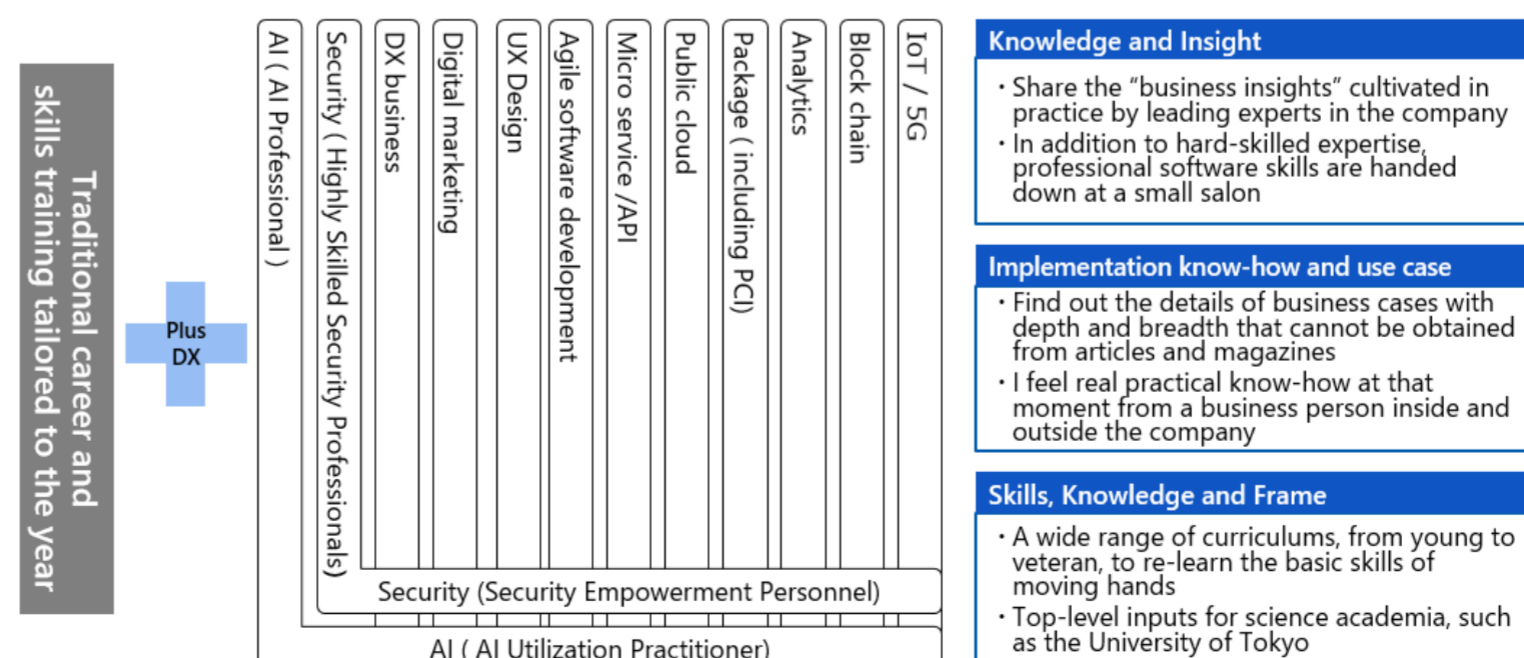 Traditional career and
skills training tailored to the year
Plus
DX
AI ( AI Professional )
Security ( Highly Skilled Security Professionals)
DX business
Digital marketing
UX Design
Agile software development
Micro service /API
Public cloud
Package ( including PCI)
Analytics
Block chain
IoT / 5G
Security (Security Empowerment Personnel)
AI ( AI Utilization Practitioner)
Knowledge and Insight
・Share the “business insights” cultivated in
practice by leading experts in the company
・In addition to hard-skilled expertise,
professional software skills are handed
down at a small salon
Implementation know-how and use case
・Find out the details of business cases with
depth and breadth that cannot be obtained
from articles and magazines
・I feel real practical know-how at that
moment from a business person inside and
outside the company
Skills, Knowledge and Frame
・A wide range of curriculums, from young to
veteran, to re-learn the basic skills of
moving hands
・Top-level inputs for science academia, such
as the University of Tokyo